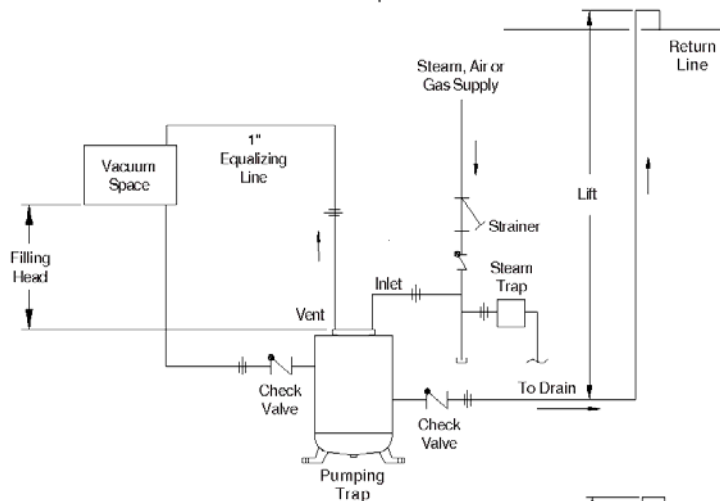 Return
Line
Steam, Air or
Gas Supply
1"
Equalizing
Line
Vacuum
Space
Lift
Strainer
Filling
Head
Steam
Trap
Inlet
Vent
To Drain
Check
Valve
Check
Valve
Pumping
Trap